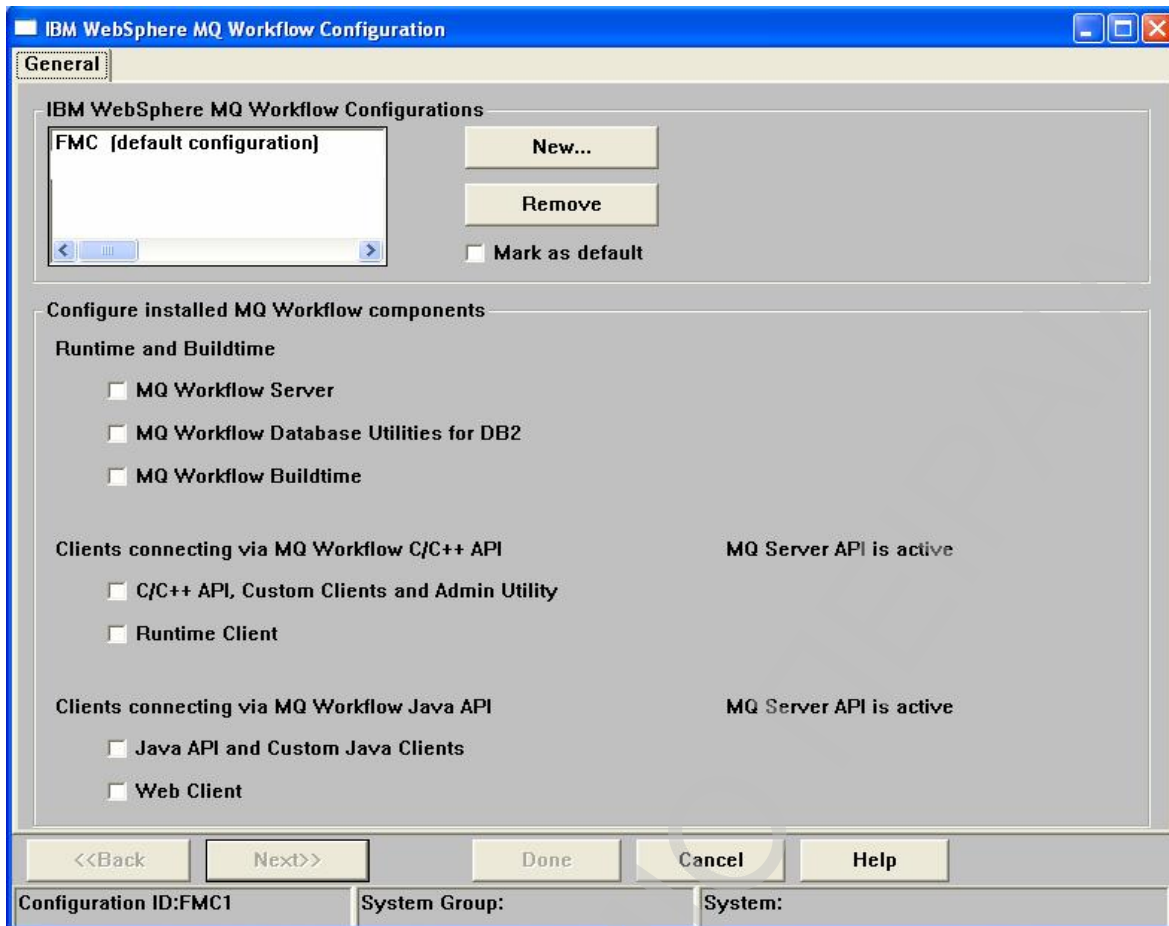 IBM WebSphere MQ Workflow Configuration
General
IBM WebSphere MQ Workflow Configurations
FMC (default configuration)
New...
Remove
Mark as default
Configure installed MQ Workflow components
Runtime and Buildtime
MQ Workflow Server
MQ Workflow Database Utilities for DB2
MQ Workflow Buildtime
Clients connecting via MQ Workflow C/C++ API
MQ Server API is active
C/C++ API, Custom Clients and Admin Utility
Runtime Client
Clients connecting via MQ Workflow Java API
MQ Server API is active
Java API and Custom Java Clients
Web Client
<<Back
Next>>
Done
Cancel
Help
Configuration ID:FMC1
System Group:
System: